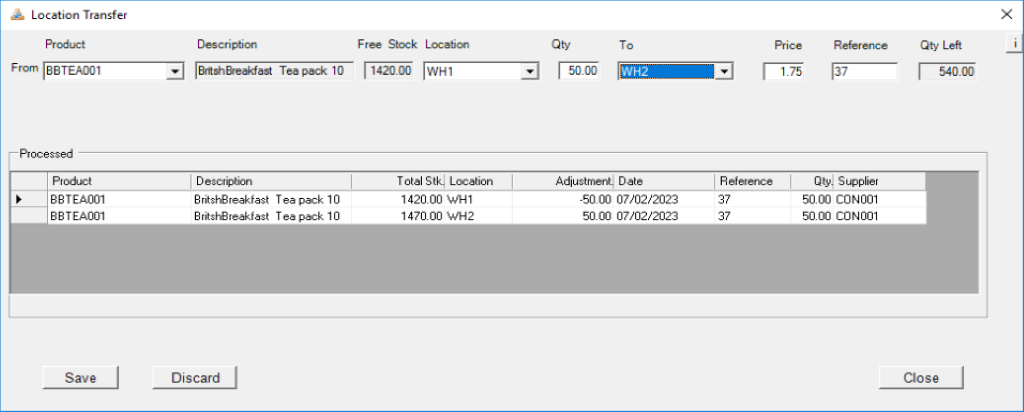 Location Transfer
Product Description Free Stock Location Qty To Price Reference Qty Left
i
From BBTEA001 BritshBreakfast Tea pack 10 1420.00 WH1 50.00 WH2 1.75 37 540.00
Processed
Product Description Total Stk. Location Adjustment. Date Reference Qty. Supplier
BBTEA001 BritshBreakfast Tea pack 10 1420.00 WH1 -50.00 07/02/2023 37 50.00 CON001
BBTEA001 BritshBreakfast Tea pack 10 1470.00 WH2 50.00 07/02/2023 37 50.00 CON001
Save Discard Close